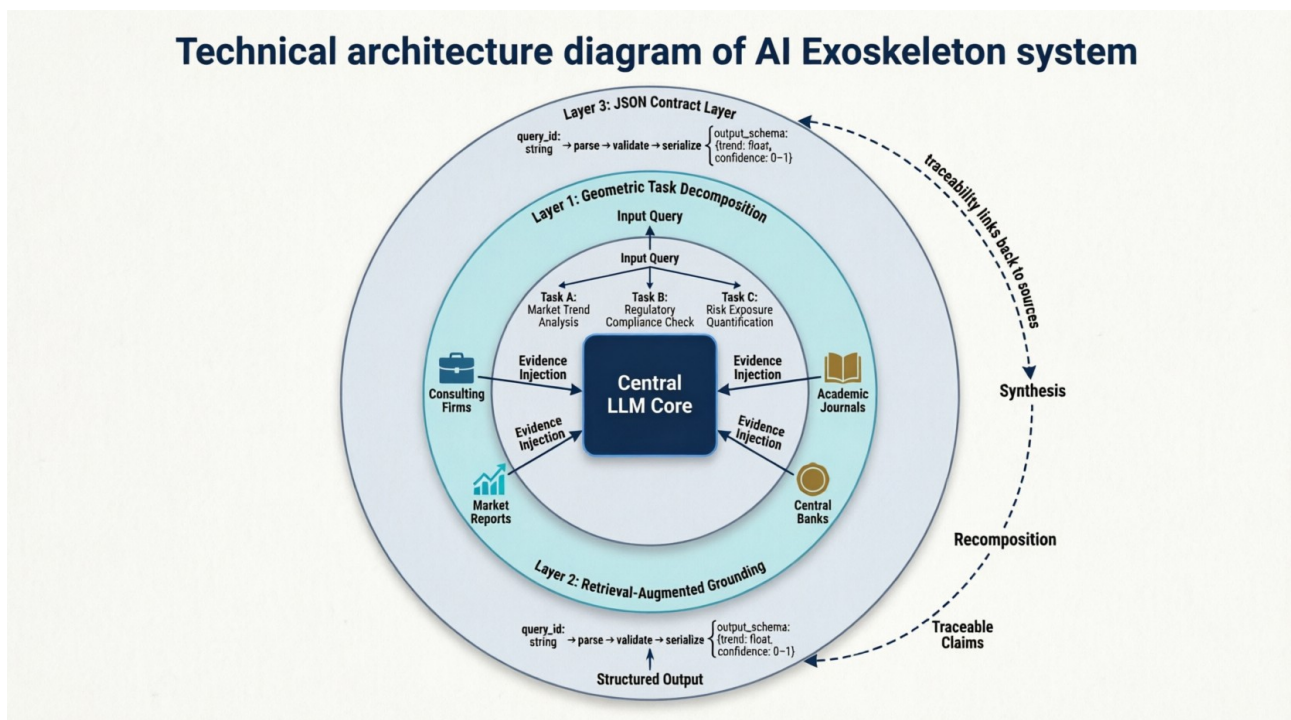 Technical architecture diagram of AI Exoskeleton system
Layer 3: JSON Contract Layer
query_id:
string
→ parse → validate → serialize
output_schema:
{trend: float,
confidence: 0–1}
traceability links back to sources
Layer 1: Geometric Task Decomposition
Input Query
Input Query
Task A:
Market Trend
Analysis
Task B:
Regulatory
Compliance Check
Task C:
Risk Exposure
Quantification
Evidence
Injection
Evidence
Injection
Consulting
Firms
Central
LLM Core
Academic
Journals
Synthesis
Evidence
Injection
Evidence
Injection
Market
Reports
Central
Banks
Recomposition
Layer 2: Retrieval-Augmented Grounding
query_id:
string
→ parse → validate → serialize
output_schema:
{trend: float,
confidence: 0–1}
Traceable
Claims
Structured Output